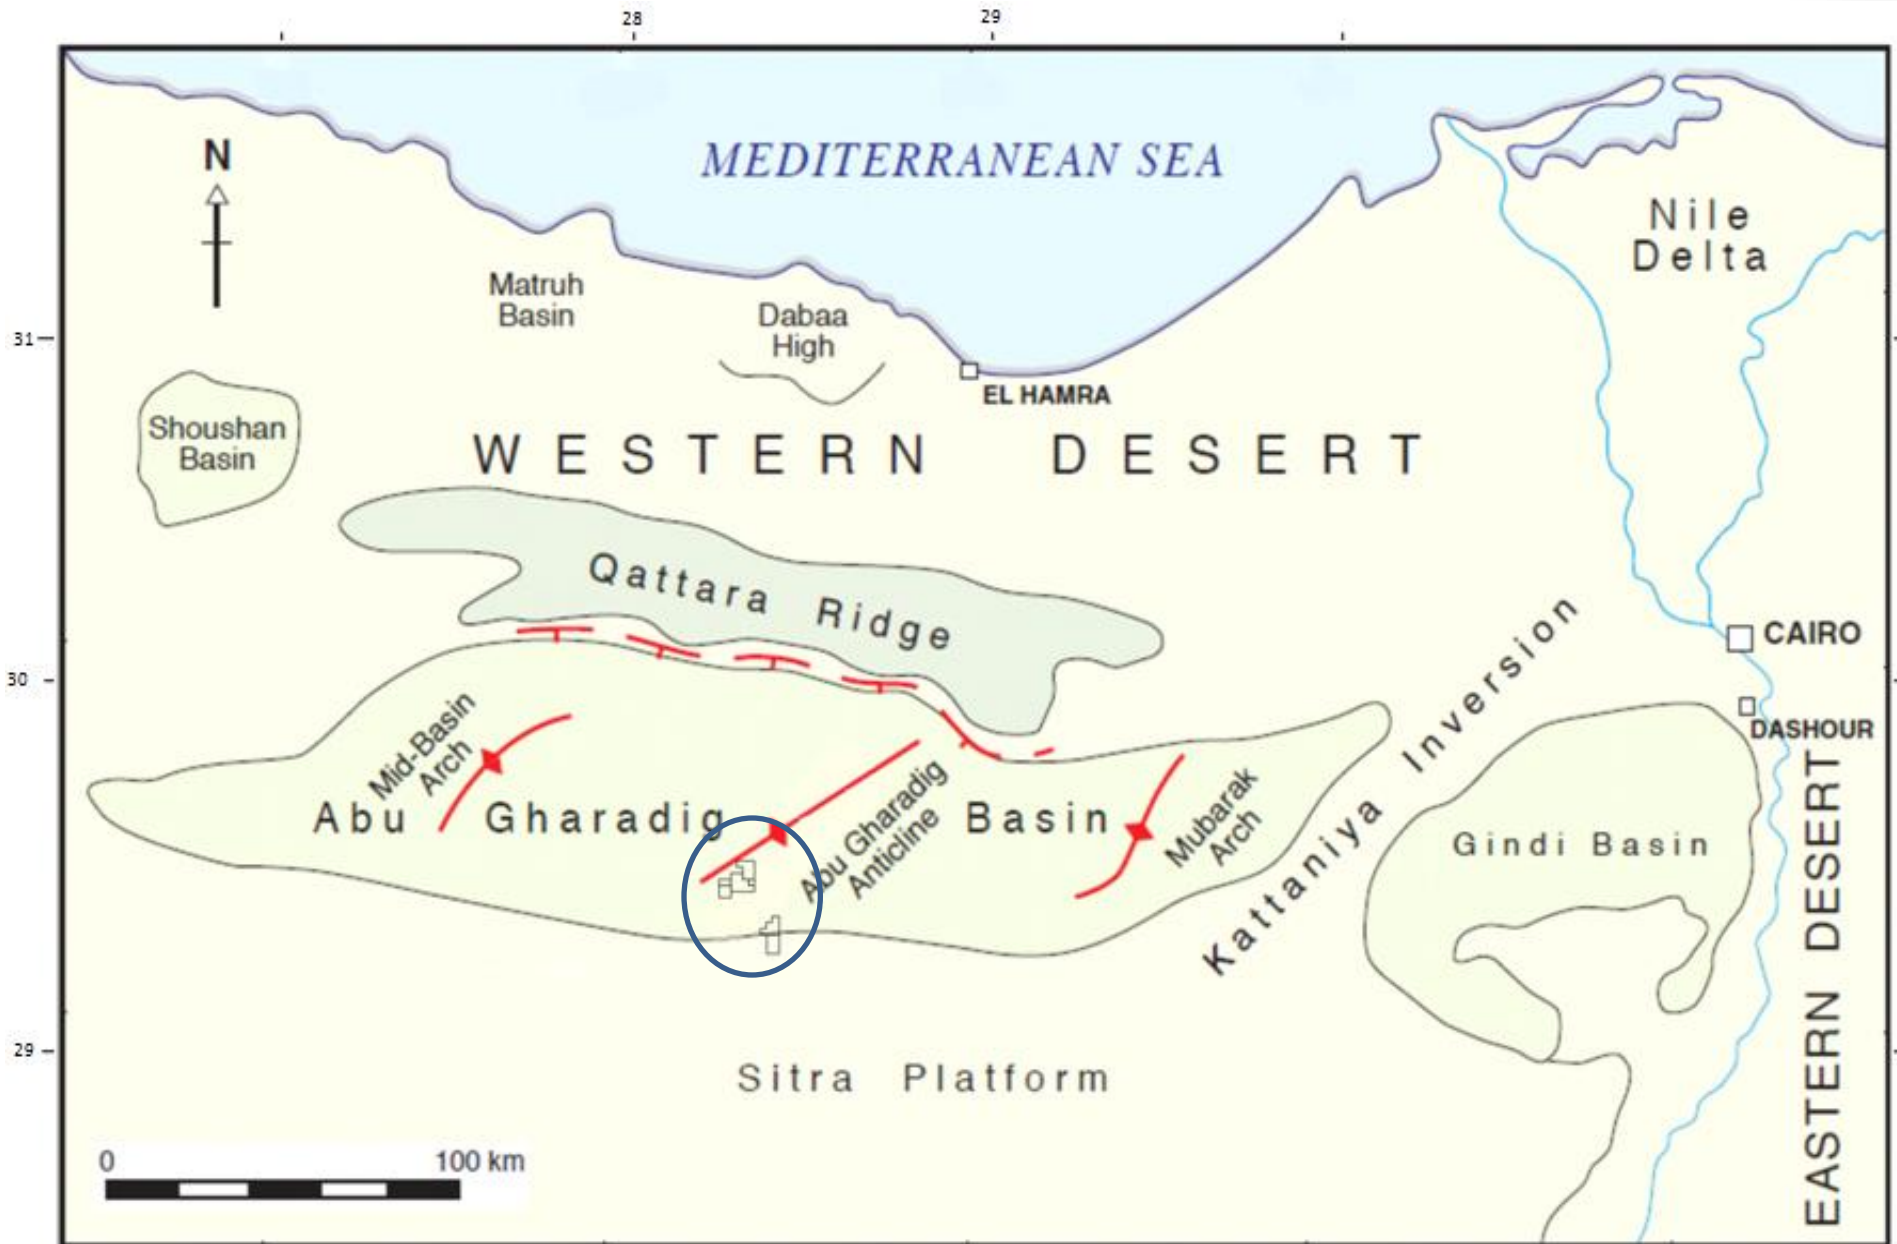 28
29
MEDITERRANEAN SEA
N
Nile
Delta
Matruh
Basin
Dabaa
High
31
EL HAMRA
Shoushan
Basin
WESTERN DESERT
Qattara Ridge
CAIRO
30
DASHOUR
Mid-Basin
Arch
Abu Gharadig Basin
Abu Gharadig
Anticline
Mubarak
Arch
Kattaniya Inversion
Gindi Basin
EASTERN DESERT
29
Sitra Platform
0
100 km